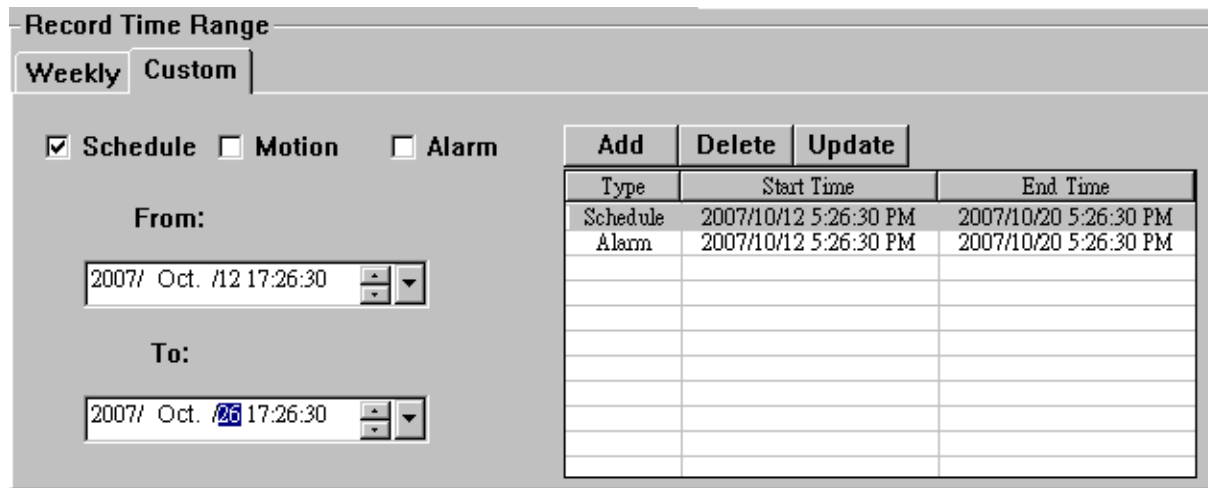 Record Time Range
Weekly Custom
Schedule Motion Alarm
From:
2007/ Oct. /12 17:26:30
To:
2007/ Oct. /26 17:26:30
Add Delete Update
Type Start Time End Time
Schedule 2007/10/12 5:26:30 PM 2007/10/20 5:26:30 PM
Alarm 2007/10/12 5:26:30 PM 2007/10/20 5:26:30 PM